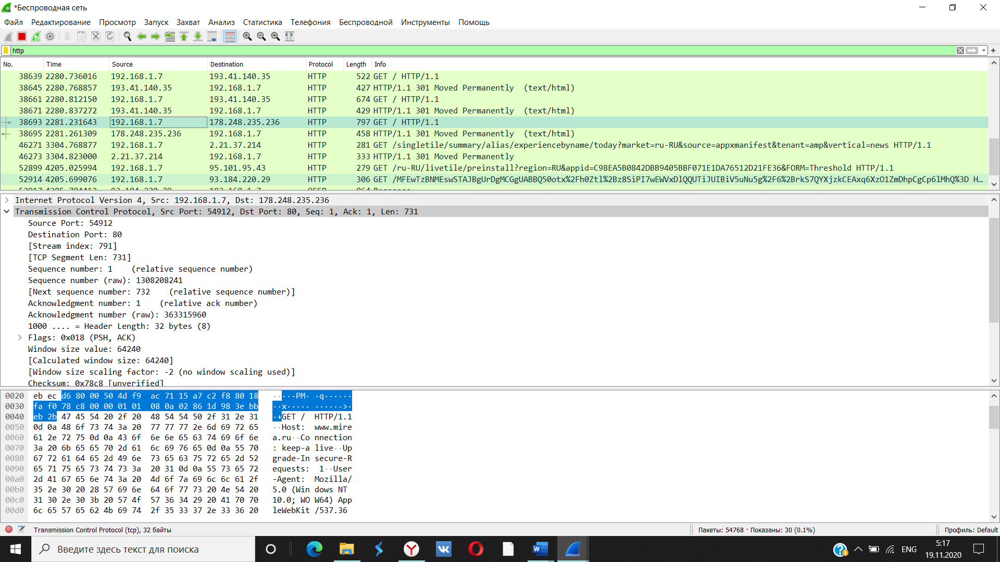 *Беспроводная сеть
Файл Редактирование Просмотр Запуск Захват Анализ Статистика Телефония Беспроводной Инструменты Помощь
http
No. Time Source Destination Protocol Length Info
38639 2280.736016 192.168.1.7 193.41.140.35 HTTP 522 GET / HTTP/1.1
38645 2280.768857 193.41.140.35 192.168.1.7 HTTP 427 HTTP/1.1 301 Moved Permanently (text/html)
38661 2280.812150 192.168.1.7 193.41.140.35 HTTP 674 GET / HTTP/1.1
38671 2280.837272 193.41.140.35 192.168.1.7 HTTP 429 HTTP/1.1 301 Moved Permanently (text/html)
38693 2281.231643 192.168.1.7 178.248.235.236 HTTP 797 GET / HTTP/1.1
38695 2281.261309 178.248.235.236 192.168.1.7 HTTP 458 HTTP/1.1 301 Moved Permanently (text/html)
46271 3304.768877 192.168.1.7 2.21.37.214 HTTP 281 GET /singletile/summary/alias/experiencebyname/today?market=ru-RU&source=appxmanifest&tenant=amp&vertical=news HTTP/1.1
46273 3304.823000 2.21.37.214 192.168.1.7 HTTP 333 HTTP/1.1 301 Moved Permanently
52899 4205.025994 192.168.1.7 95.101.95.43 HTTP 279 GET /ru-RU/livetile/preinstall?region=RU&appid=C98EA5B0842DBB9405BBF071E1DA76512D21FE36&FORM=Threshold HTTP/1.1
52914 4205.699076 192.168.1.7 93.184.220.29 HTTP 306 GET /MFEwTzBNMEswSTAJBgUrDgMCGgUABBQ50otx%2Fh0Ztl%2Bz8SiPI7wEWVxDlQQUTiJUIBiV5uNu5g%2F6%2BrkS7QYXjzkCEAxq6XzO1ZmDhpCgCp6lMhQ%3D H…
52917 4205.784412 93.184.220.29 192.168.1.7 OCSP 864 Response
Internet Protocol Version 4, Src: 192.168.1.7, Dst: 178.248.235.236
Transmission Control Protocol, Src Port: 54912, Dst Port: 80, Seq: 1, Ack: 1, Len: 731
Source Port: 54912
Destination Port: 80
[Stream index: 791]
[TCP Segment Len: 731]
Sequence number: 1 (relative sequence number)
Sequence number (raw): 1308208241
[Next sequence number: 732 (relative sequence number)]
Acknowledgment number: 1 (relative ack number)
Acknowledgment number (raw): 363315960
1000 .... = Header Length: 32 bytes (8)
Flags: 0x018 (PSH, ACK)
Window size value: 64240
[Calculated window size: 64240]
[Window size scaling factor: -2 (no window scaling used)]
Checksum: 0x78c8 [unverified]
0020 eb ec d6 80 00 50 4d f9 ac 71 15 a7 c2 f8 80 18 ·····PM· ·q······
0030 fa f0 78 c8 00 00 01 01 08 0a 02 86 1d 98 3e bb ··x····· ······>·
0040 eb 2b 47 45 54 20 2f 20 48 54 54 50 2f 31 2e 31 ·+GET / HTTP/1.1
0050 0d 0a 48 6f 73 74 3a 20 77 77 77 2e 6d 69 72 65 ··Host: www.mire
0060 61 2e 72 75 0d 0a 43 6f 6e 6e 65 63 74 69 6f 6e a.ru··Co nnection
0070 3a 20 6b 65 65 70 2d 61 6c 69 76 65 0d 0a 55 70 : keep-a live··Up
0080 67 72 61 64 65 2d 49 6e 73 65 63 75 72 65 2d 52 grade-In secure-R
0090 65 71 75 65 73 74 73 3a 20 31 0d 0a 55 73 65 72 equests: 1··User
00a0 2d 41 67 65 6e 74 3a 20 4d 6f 7a 69 6c 6c 61 2f -Agent: Mozilla/
00b0 35 2e 30 20 28 57 69 6e 64 6f 77 73 20 4e 54 20 5.0 (Win dows NT
00c0 31 30 2e 30 3b 20 57 4f 57 36 34 29 20 41 70 70 10.0; WO W64) App
00d0 6c 65 57 65 62 4b 69 74 2f 35 33 37 2e 33 36 20 leWebKit /537.36
Transmission Control Protocol (tcp), 32 байты Пакеты: 54768 · Показаны: 30 (0.1%) Профиль: Default
Введите здесь текст для поиска ENG 5:17
19.11.2020